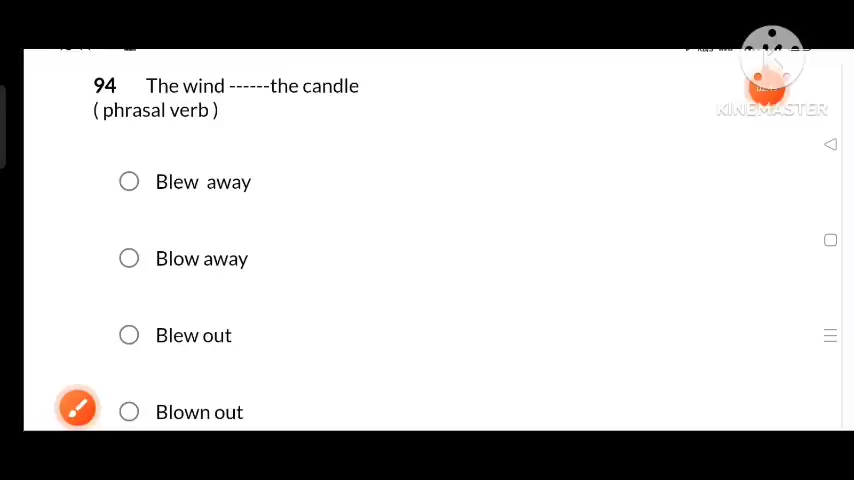 94 The wind ------the candle
( phrasal verb )
KINEMASTER
Blew away
Blow away
Blew out
Blown out